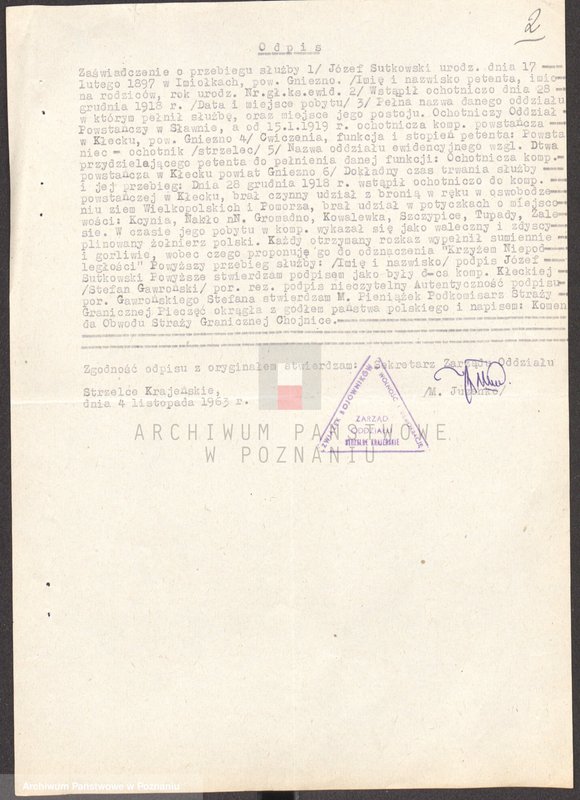 2
Odpis
Zaświadczenie o przebiegu służby 1/ Józef Sutkowski urodz. dnia 17
lutego 1897 w Imiołkach, pow. Gniezno. /Imię i nazwisko petenta, imio
na rodziców, rok urodz. Nr.gł.ks.ewid. 2/ Wstąpił ochotniczo dnia 28
grudnia 1918 r. /Data i miejsce pobytu/ 3/ Pełna nazwa danego oddziału
w którym pełnił służbę, oraz miejsce jego postoju. Ochotniczy Oddział
Powstańczy w Sławnie, a od 15.1.1919 r. ochotnicza komp. powstańcza
w Kłecku, pow. Gniezno 4/ Ćwiczenia, funkcja i stopień petenta: Powsta
niec - ochotnik /strzelec/ 5/ Nazwa oddziału ewidencyjnego wzgl. Dtwa
przydzielającego petenta do pełnienia danej funkcji: Ochotnicza komp.
powstańcza w Kłecku powiat Gniezno 6/ Dokładny czas trwania służby
i jej przebieg: Dnia 28 grudnia 1918 r. wstąpił ochotniczo do komp.
powstańczej w Kłecku, brał czynny udział z bronią w ręku w oswobodze
niu ziem Wielkopolskich i Pomorza, brał udział w potyczkach o miejsco
wości: Kcynia, Nakło nN. Gromadno, Kowalewka, Szczypice, Tupady, Zale
sie. W czasie jego pobytu w komp. wykazał się jako waleczny i zdyscy
plinowany żołnierz polski. Każdy otrzymany rozkaz wypełnił sumiennie
i gorliwie, wobec czego proponuję go do odznaczenia "Krzyżem Niepod
ległości" Powyższy przebieg służby: /Imię i nazwisko/ podpis Józef
Sutkowski Powyższe stwierdzam podpisem jako były d-ca komp. Kłeckiej
/Stefan Gawroński/ por. rez. podpis nieczytelny Autentyczność podpisu
por. Gawrońskiego Stefana stwierdzam M. Pieniążek Podkomisarz Straży
Granicznej Pieczęć okrągła z godłem państwa polskiego i napisem: Komen
da Obwodu Straży Granicznej Chojnice.
Zgodność odpisu z oryginałem stwierdzam: Sekretarz Zarządu Oddziału
Strzelce Krajeńskie,
dnia 4 listopada 1963 r.
/M. Jurenko/
ZWIĄZEK BOJOWNIKÓW O WOLNOŚĆ I DEMOKRACJĘ
ZARZĄD
ODDZIAŁU
STRZELCE KRAJEŃSKIE
ARCHIWUM PAŃSTWOWE
W POZNANIU
Archiwum Państwowe w Poznaniu